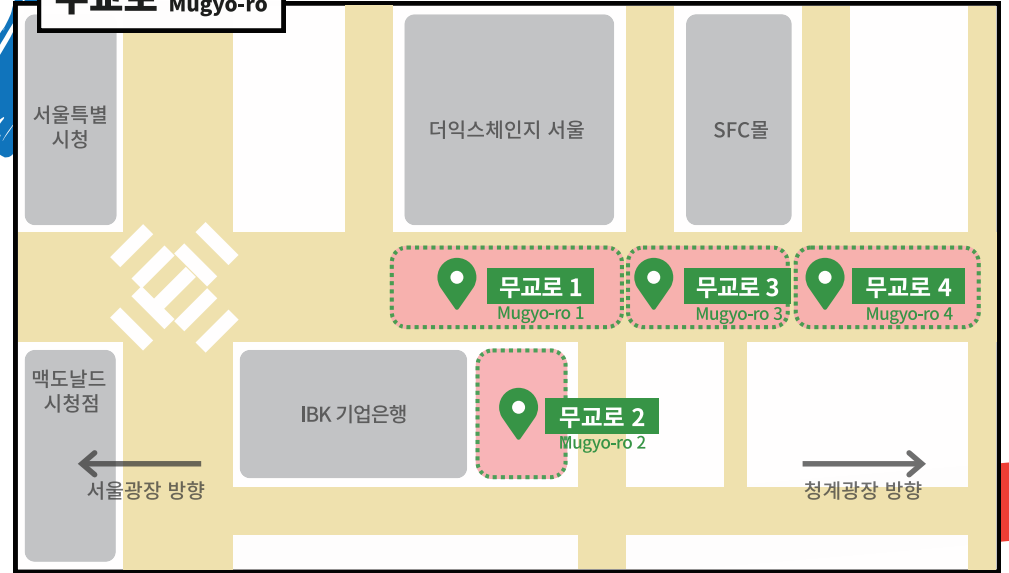 무교로 Mugyo-ro
서울특별
시청
더익스체인지 서울
SFC몰
무교로 1
Mugyo-ro 1
무교로 3
Mugyo-ro 3
무교로 4
Mugyo-ro 4
맥도날드
시청점
IBK 기업은행
무교로 2
Mugyo-ro 2
서울광장 방향
청계광장 방향